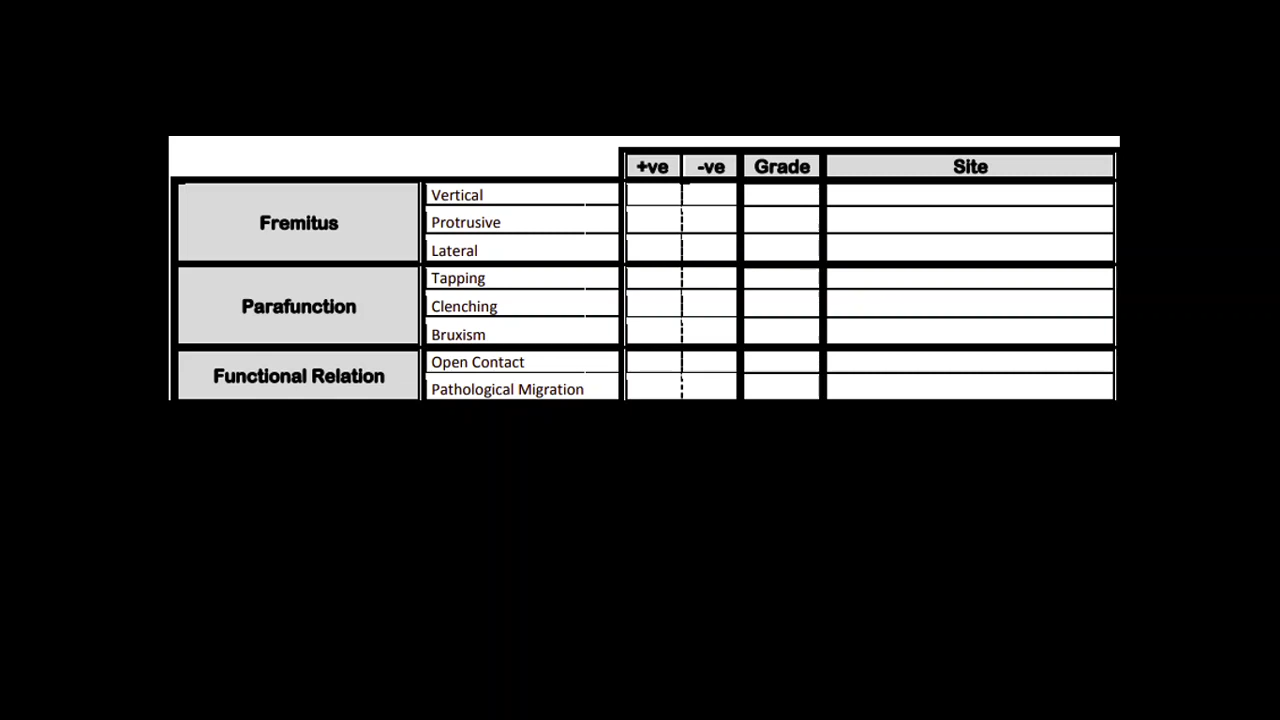 +ve -ve Grade Site
Fremitus
Vertical
Protrusive
Lateral
Parafunction
Tapping
Clenching
Bruxism
Functional Relation
Open Contact
Pathological Migration